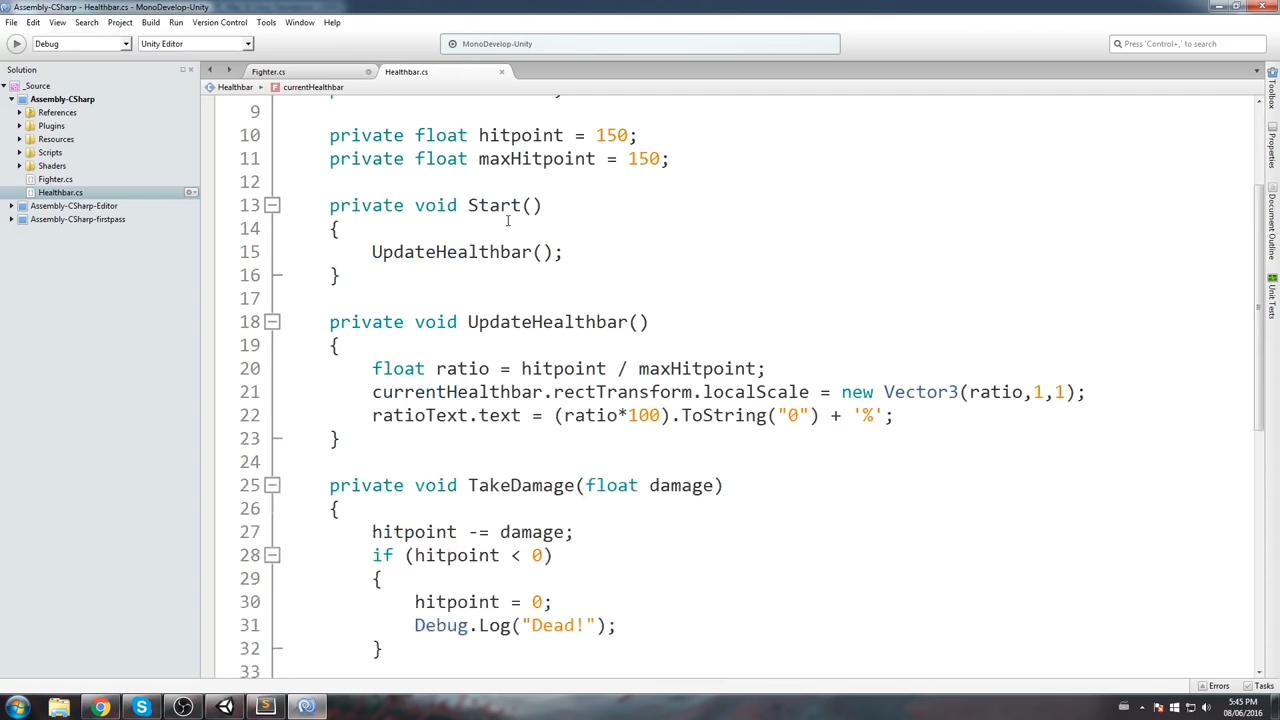 Assembly-CSharp - Healthbar.cs - MonoDevelop-Unity
File Edit View Search Project Build Run Version Control Tools Window Help
Debug Unity Editor MonoDevelop-Unity Press 'Control+,' to search
Solution
Fighter.cs Healthbar.cs
Healthbar currentHealthbar
_Source
Assembly-CSharp
References
Plugins
Resources
Scripts
Shaders
Fighter.cs
Healthbar.cs
Assembly-CSharp-Editor
Assembly-CSharp-firstpass
9
10 private float hitpoint = 150;
11 private float maxHitpoint = 150;
12
13 private void Start()
14 {
15 UpdateHealthbar();
16 }
17
18 private void UpdateHealthbar()
19 {
20 float ratio = hitpoint / maxHitpoint;
21 currentHealthbar.rectTransform.localScale = new Vector3(ratio,1,1);
22 ratioText.text = (ratio*100).ToString("0") + '%';
23 }
24
25 private void TakeDamage(float damage)
26 {
27 hitpoint -= damage;
28 if (hitpoint < 0)
29 {
30 hitpoint = 0;
31 Debug.Log("Dead!");
32 }
33
Toolbox
Properties
Document Outline
Unit Tests
Errors Tasks
5:45 PM
08/06/2016